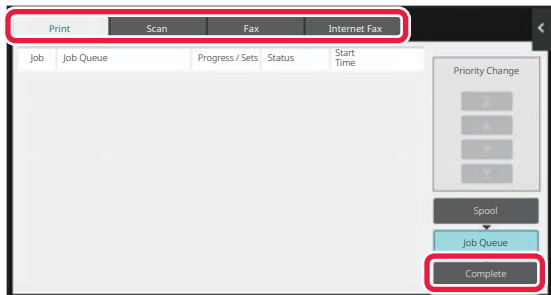 Print Scan Fax Internet Fax
Job Job Queue Progress / Sets Status Start Time
Priority Change
Spool
Job Queue
Complete